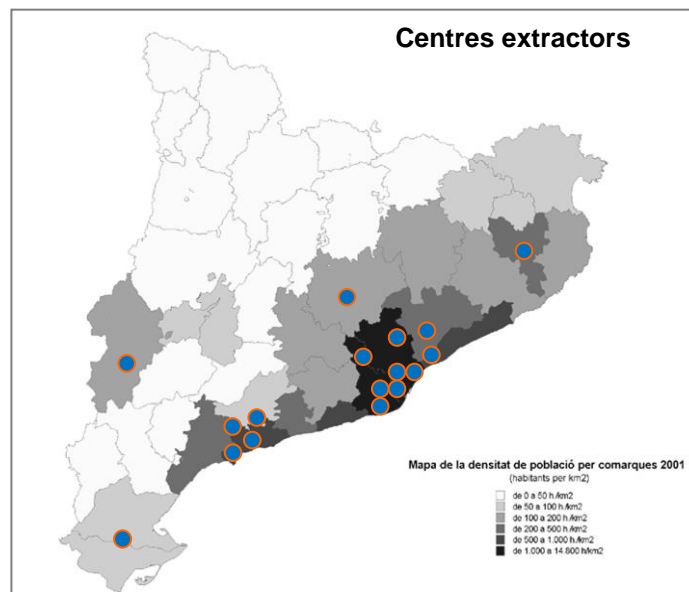 Centres extractors
Mapa de la densitat de població per comarques 2001
(habitants per km2)
de 0 a 50 h./km2
de 50 a 100 h./km2
de 100 a 200 h./km2
de 200 a 500 h./km2
de 500 a 1.000 h./km2
de 1.000 a 14.800 h/km2